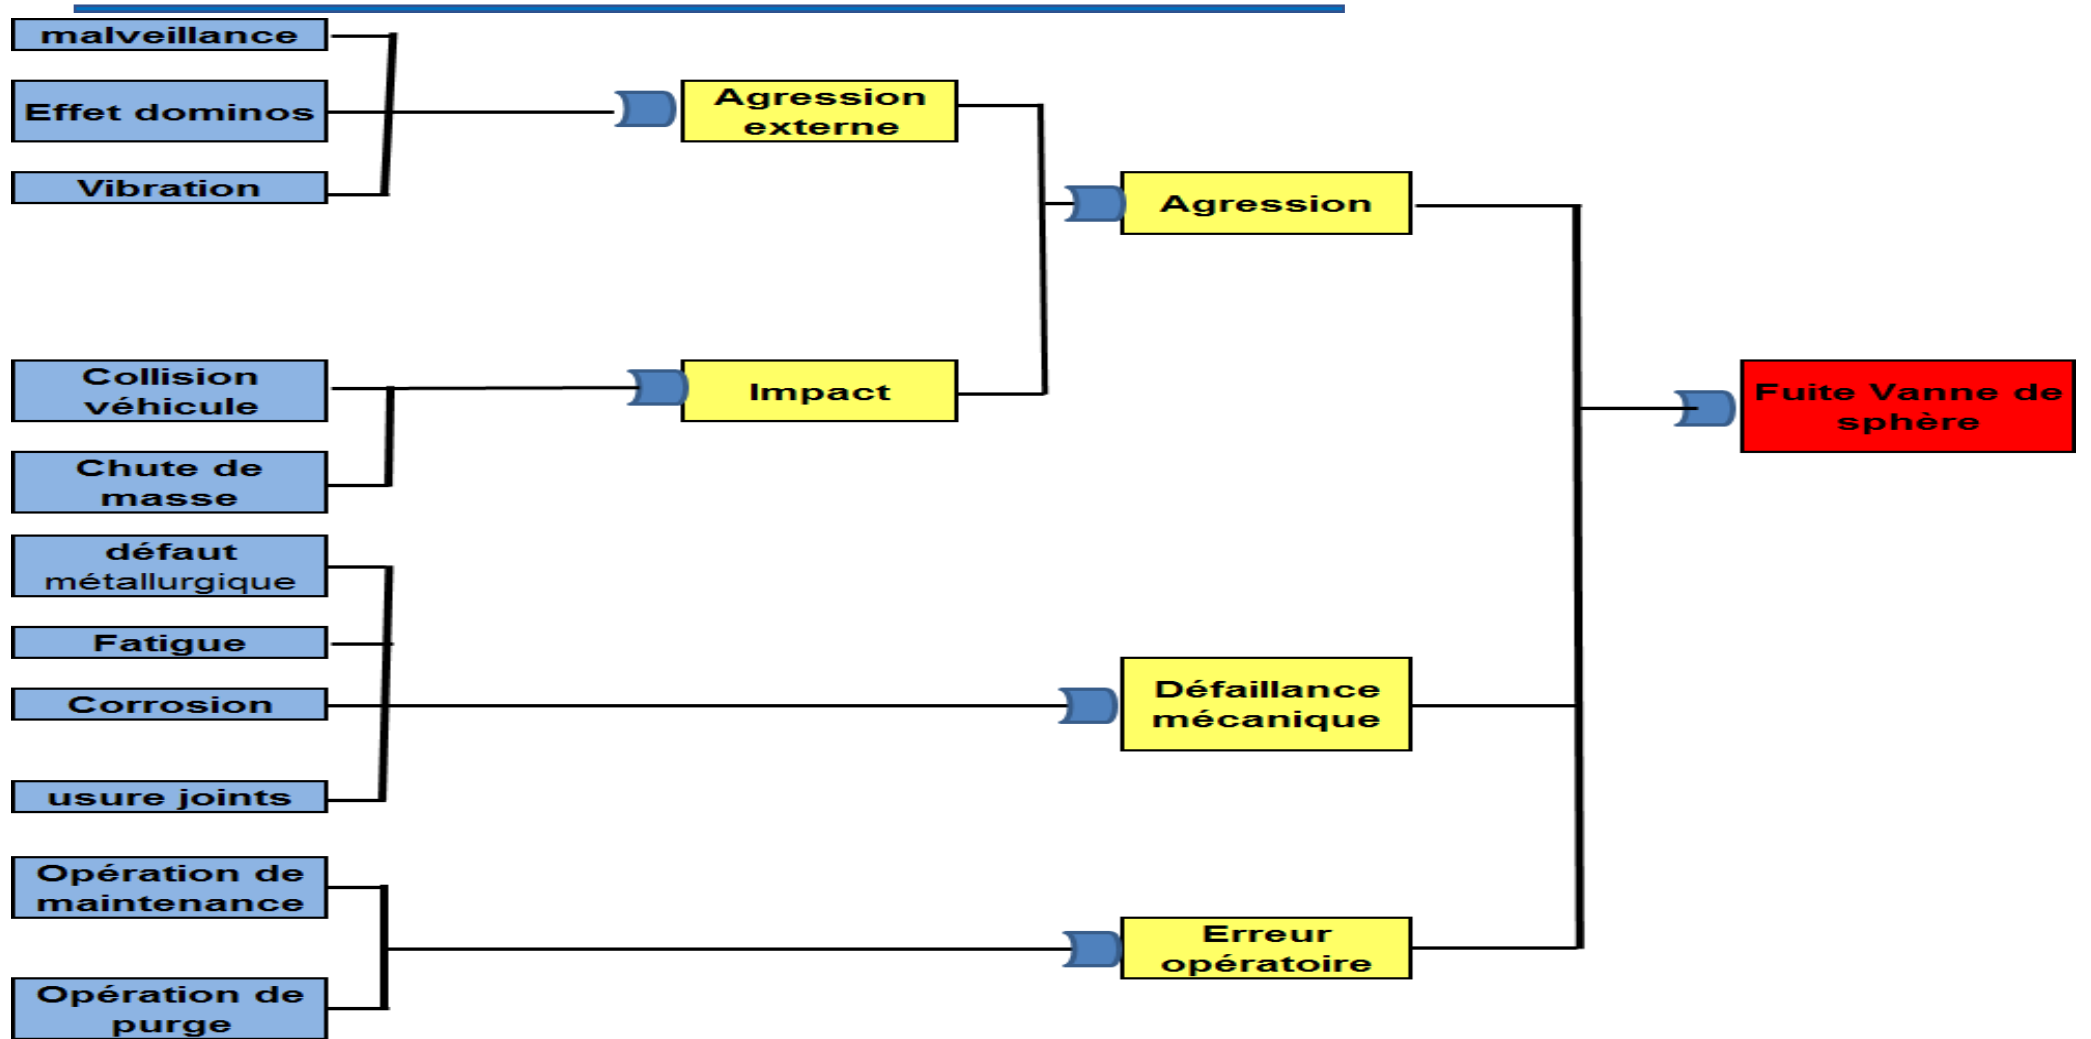 malveillance
Effet dominos
Vibration
Agression
externe
Agression
Collision
véhicule
Impact
Fuite Vanne de
sphère
Chute de
masse
défaut
métallurgique
Fatigue
Corrosion
usure joints
Défaillance
mécanique
Opération de
maintenance
Erreur
opératoire
Opération de
purge